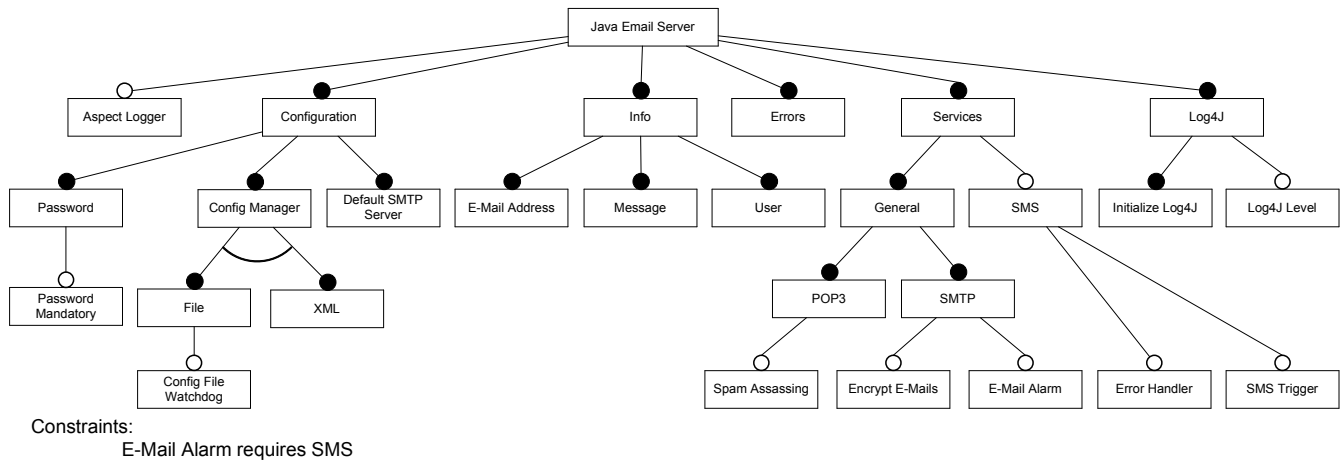 Java Email Server
Aspect Logger
Configuration
Info
Errors
Services
Log4J
Password
Config Manager
Default SMTP
Server
E-Mail Address
Message
User
General
SMS
Initialize Log4J
Log4J Level
Password
Mandatory
File
XML
POP3
SMTP
Config File
Watchdog
Spam Assassing
Encrypt E-Mails
E-Mail Alarm
Error Handler
SMS Trigger
Constraints:
E-Mail Alarm requires SMS